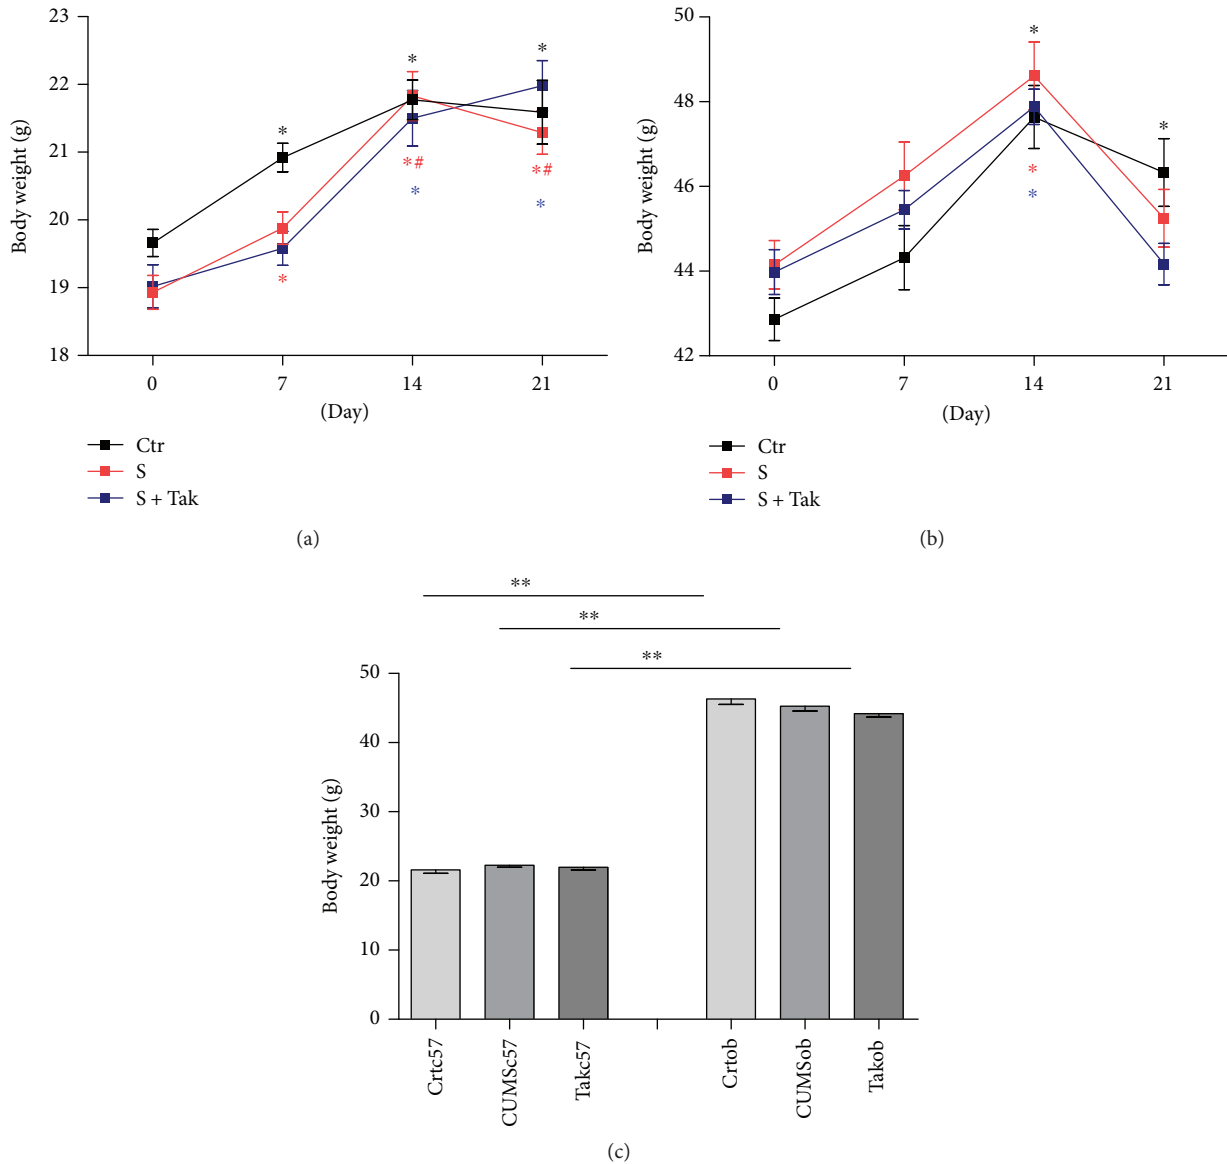 23
22
21
20
19
18
Body weight (g)
*
*
*
*#
*#
*
*
*
0
7
14
21
(Day)
Ctr
S
S + Tak
(a)
50
48
46
44
42
Body weight (g)
*
*
*
*
0
7
14
21
(Day)
Ctr
S
S + Tak
(b)
**
**
**
50
40
30
20
10
0
Body weight (g)
Crtc57
CUMSc57
Takc57
Crtob
CUMSob
Takob
(c)